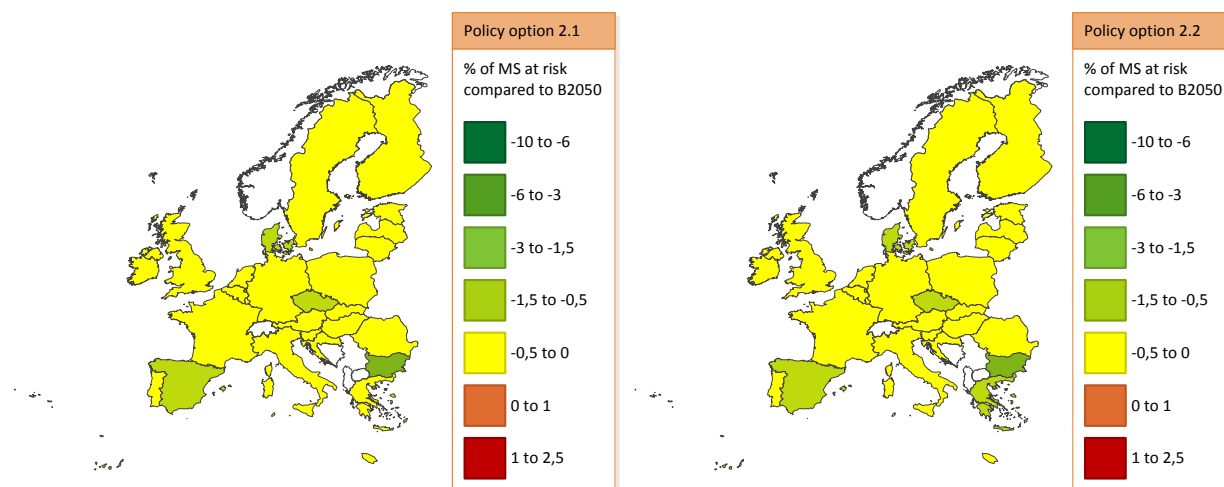 Policy option 2.1
% of MS at risk
compared to B2050
-10 to -6
-6 to -3
-3 to -1,5
-1,5 to -0,5
-0,5 to 0
0 to 1
1 to 2,5
Policy option 2.2
% of MS at risk
compared to B2050
-10 to -6
-6 to -3
-3 to -1,5
-1,5 to -0,5
-0,5 to 0
0 to 1
1 to 2,5